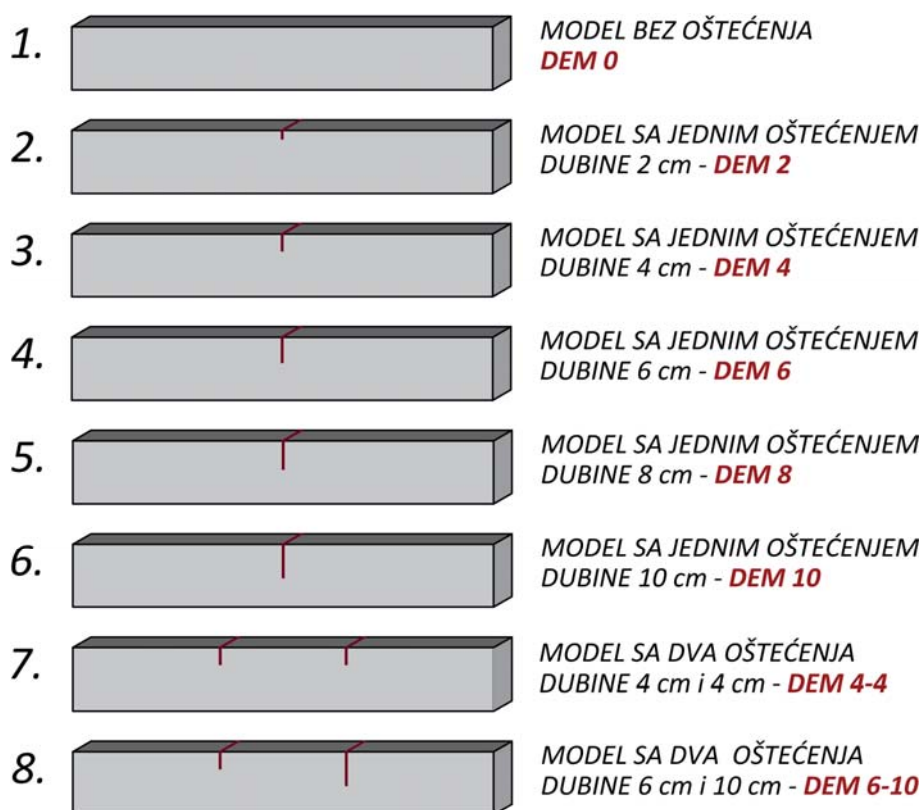 1.
MODEL BEZ OŠTEĆENJA
DEM 0
2.
MODEL SA JEDNIM OŠTEĆENJEM
DUBINE 2 cm - DEM 2
3.
MODEL SA JEDNIM OŠTEĆENJEM
DUBINE 4 cm - DEM 4
4.
MODEL SA JEDNIM OŠTEĆENJEM
DUBINE 6 cm - DEM 6
5.
MODEL SA JEDNIM OŠTEĆENJEM
DUBINE 8 cm - DEM 8
6.
MODEL SA JEDNIM OŠTEĆENJEM
DUBINE 10 cm - DEM 10
7.
MODEL SA DVA OŠTEĆENJA
DUBINE 4 cm i 4 cm - DEM 4-4
8.
MODEL SA DVA OŠTEĆENJA
DUBINE 6 cm i 10 cm - DEM 6-10